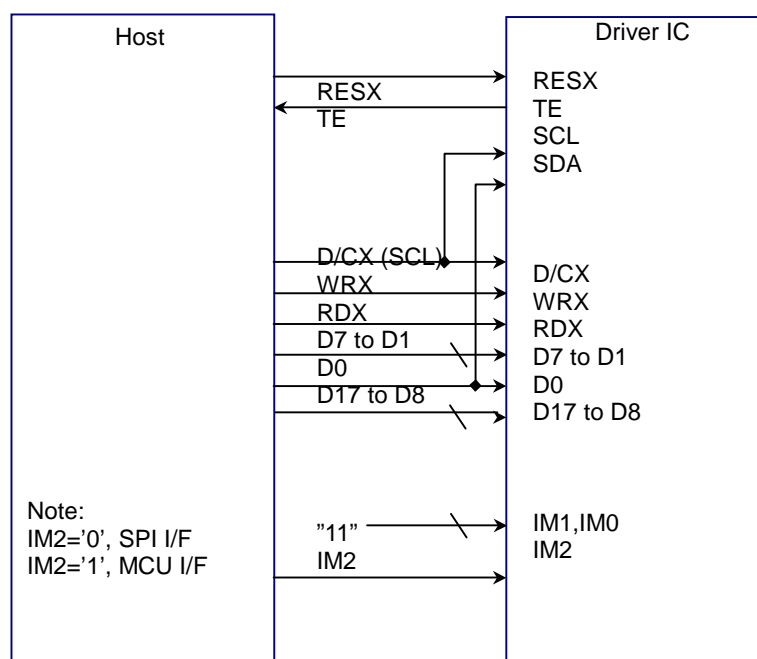 Host
Driver IC
RESX
TE
RESX
TE
SCL
SDA
D/CX (SCL)
WRX
RDX
D7 to D1
D0
D17 to D8
D/CX
WRX
RDX
D7 to D1
D0
D17 to D8
Note:
IM2='0', SPI I/F
IM2='1', MCU I/F
"11"
IM2
IM1,IM0
IM2